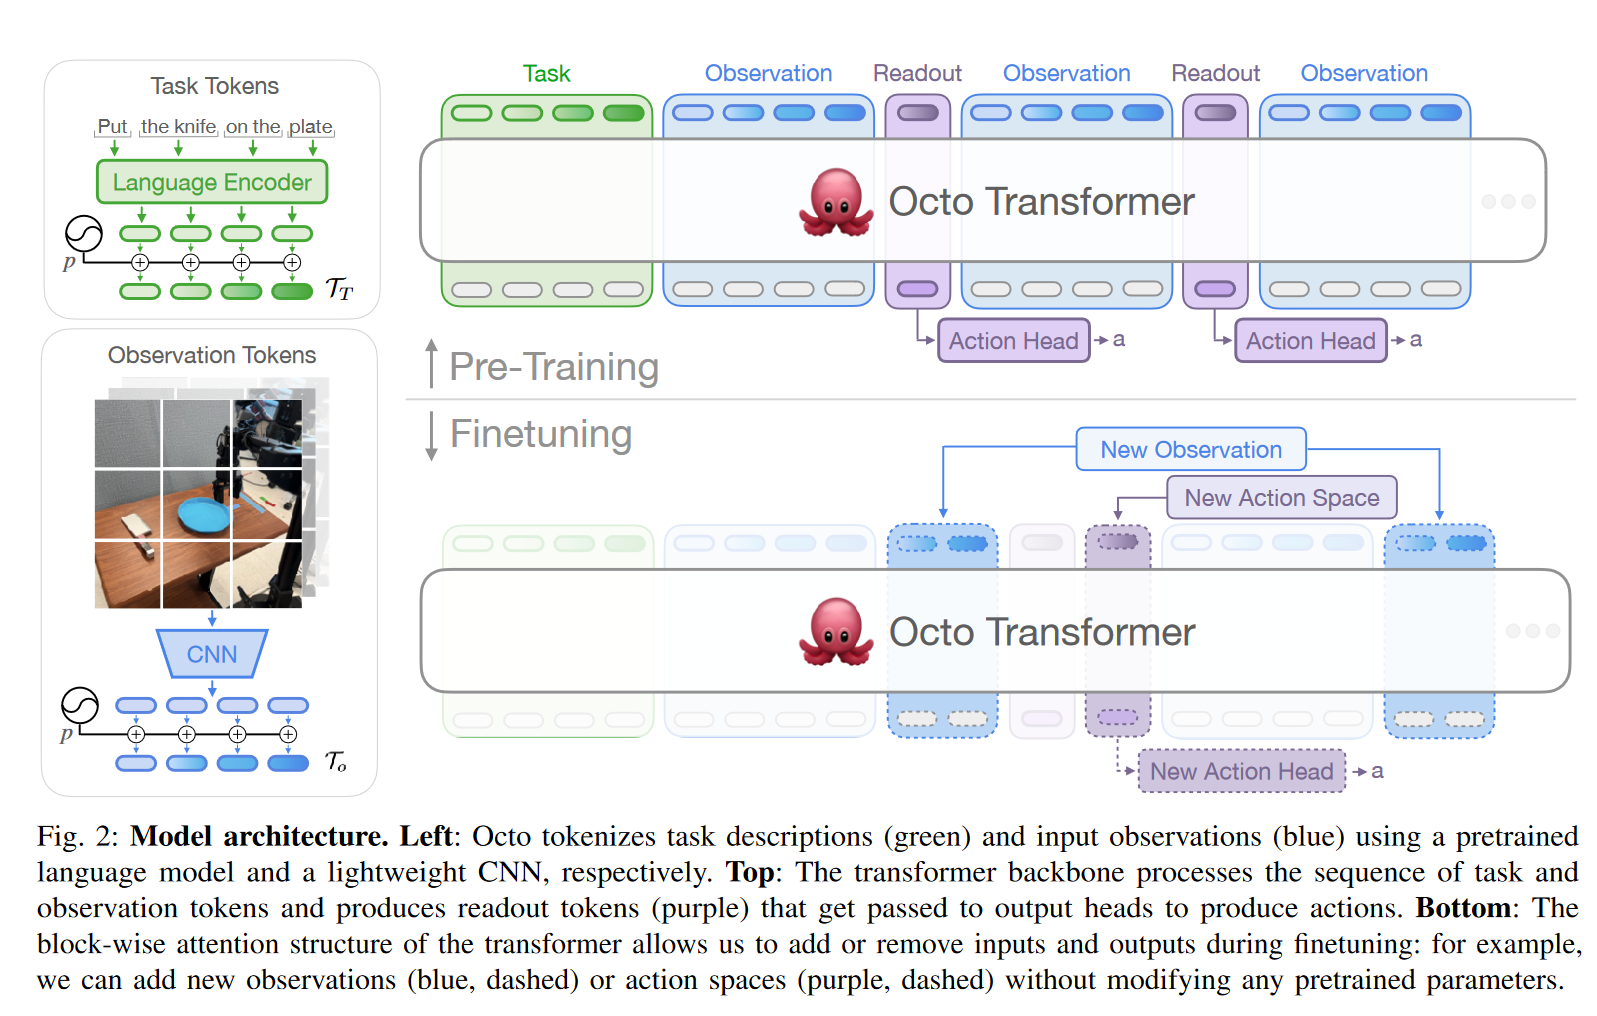 Task Tokens
Put the knife on the plate
Language Encoder
p
+ + + +
𝒯_T
Observation Tokens
CNN
p
+ + + +
𝒯_o
Task Observation Readout Observation Readout Observation
Octo Transformer
Action Head a Action Head a
Pre-Training
Finetuning
New Observation
New Action Space
Octo Transformer
New Action Head a
Fig. 2: Model architecture. Left: Octo tokenizes task descriptions (green) and input observations (blue) using a pretrained
language model and a lightweight CNN, respectively. Top: The transformer backbone processes the sequence of task and
observation tokens and produces readout tokens (purple) that get passed to output heads to produce actions. Bottom: The
block-wise attention structure of the transformer allows us to add or remove inputs and outputs during finetuning: for example,
we can add new observations (blue, dashed) or action spaces (purple, dashed) without modifying any pretrained parameters.